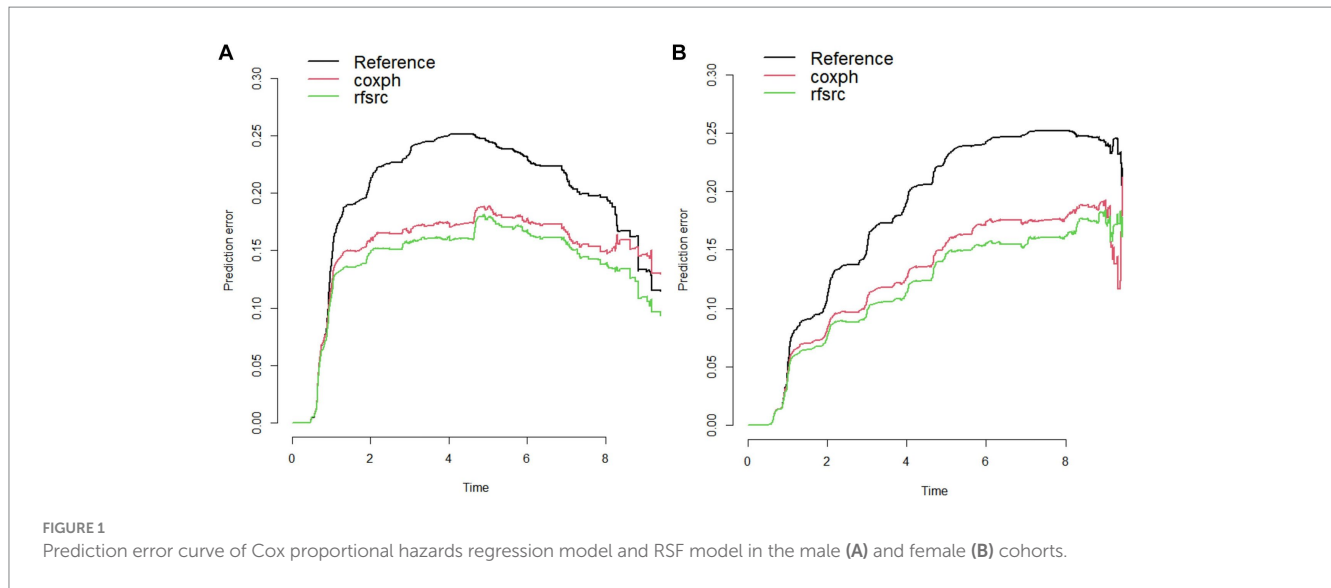 A
Reference
coxph
rfsrc
Prediction error
0.00
0.05
0.10
0.15
0.20
0.25
0.30
0
2
4
6
8
Time
B
Reference
coxph
rfsrc
Prediction error
0.00
0.05
0.10
0.15
0.20
0.25
0.30
0
2
4
6
8
Time
FIGURE 1
Prediction error curve of Cox proportional hazards regression model and RSF model in the male (A) and female (B) cohorts.